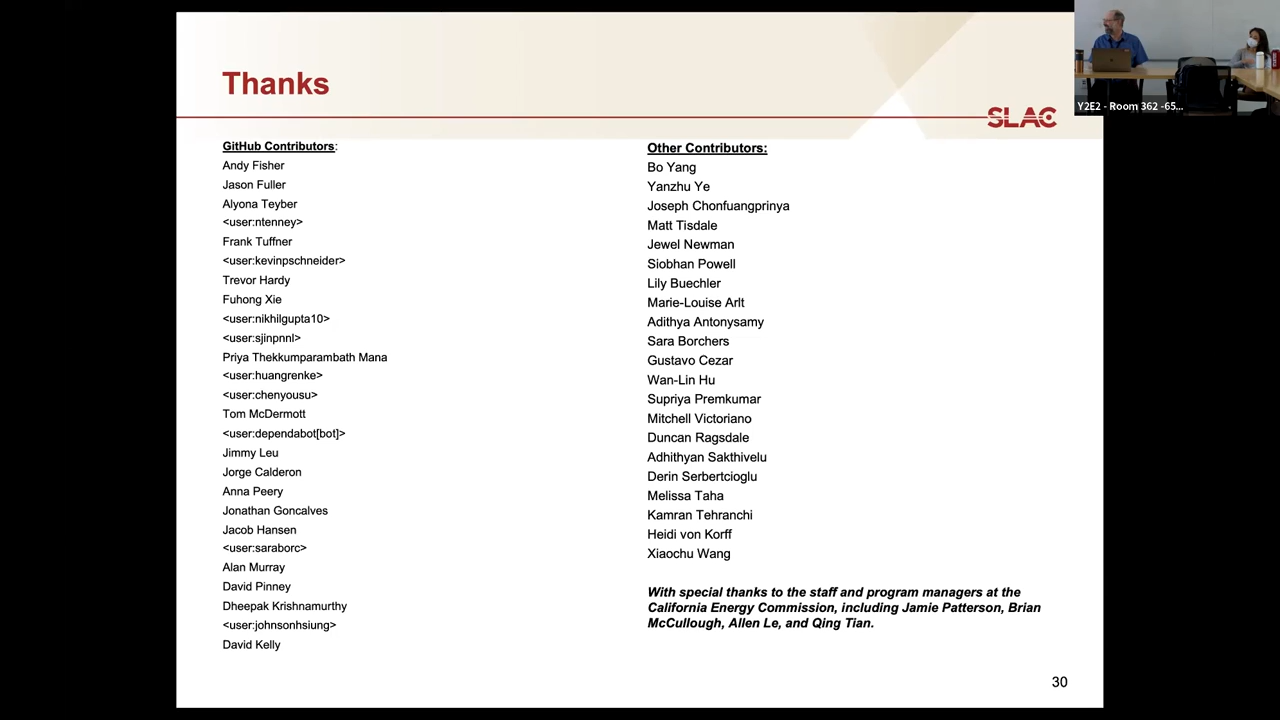 Thanks
SLAC
GitHub Contributors:
Andy Fisher
Jason Fuller
Alyona Teyber
<user:ntenney>
Frank Tuffner
<user:kevinpschneider>
Trevor Hardy
Fuhong Xie
<user:nikhilgupta10>
<user:sjinpnnl>
Priya Thekkumparambath Mana
<user:huangrenke>
<user:chenyousu>
Tom McDermott
<user:dependabot[bot]>
Jimmy Leu
Jorge Calderon
Anna Peery
Jonathan Goncalves
Jacob Hansen
<user:saraborc>
Alan Murray
David Pinney
Dheepak Krishnamurthy
<user:johnsonhsiung>
David Kelly
Other Contributors:
Bo Yang
Yanzhu Ye
Joseph Chonfuangprinya
Matt Tisdale
Jewel Newman
Siobhan Powell
Lily Buechler
Marie-Louise Arlt
Adithya Antonysamy
Sara Borchers
Gustavo Cezar
Wan-Lin Hu
Supriya Premkumar
Mitchell Victoriano
Duncan Ragsdale
Adhithyan Sakthivelu
Derin Serbertcioglu
Melissa Taha
Kamran Tehranchi
Heidi von Korff
Xiaochu Wang
With special thanks to the staff and program managers at the
California Energy Commission, including Jamie Patterson, Brian
McCullough, Allen Le, and Qing Tian.
30
Y2E2 - Room 362 -65...